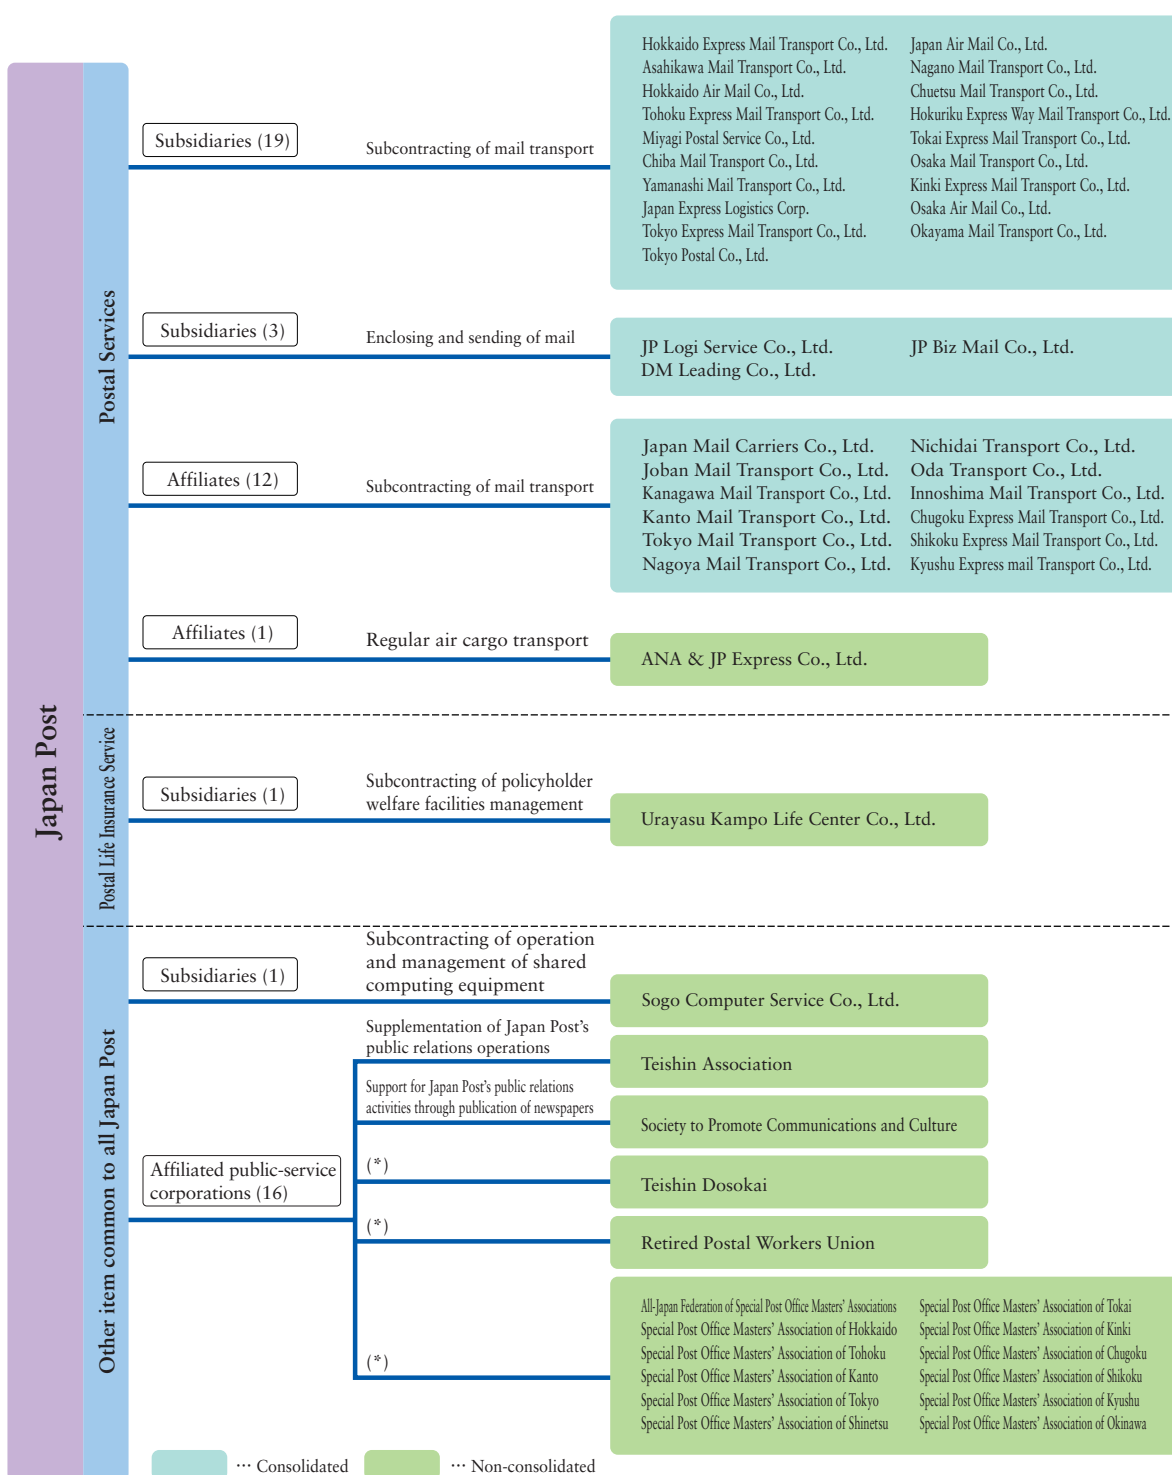 Japan Post
Postal Services
Subsidiaries (19)
Subcontracting of mail transport
Hokkaido Express Mail Transport Co., Ltd.
Asahikawa Mail Transport Co., Ltd.
Hokkaido Air Mail Co., Ltd.
Tohoku Express Mail Transport Co., Ltd.
Miyagi Postal Service Co., Ltd.
Chiba Mail Transport Co., Ltd.
Yamanashi Mail Transport Co., Ltd.
Japan Express Logistics Corp.
Tokyo Express Mail Transport Co., Ltd.
Tokyo Postal Co., Ltd.
Japan Air Mail Co., Ltd.
Nagano Mail Transport Co., Ltd.
Chuetsu Mail Transport Co., Ltd.
Hokuriku Express Way Mail Transport Co., Ltd.
Tokai Express Mail Transport Co., Ltd.
Osaka Mail Transport Co., Ltd.
Kinki Express Mail Transport Co., Ltd.
Osaka Air Mail Co., Ltd.
Okayama Mail Transport Co., Ltd.
Subsidiaries (3)
Enclosing and sending of mail
JP Logi Service Co., Ltd.
DM Leading Co., Ltd.
JP Biz Mail Co., Ltd.
Affiliates (12)
Subcontracting of mail transport
Japan Mail Carriers Co., Ltd.
Joban Mail Transport Co., Ltd.
Kanagawa Mail Transport Co., Ltd.
Kanto Mail Transport Co., Ltd.
Tokyo Mail Transport Co., Ltd.
Nagoya Mail Transport Co., Ltd.
Nichidai Transport Co., Ltd.
Oda Transport Co., Ltd.
Innoshima Mail Transport Co., Ltd.
Chugoku Express Mail Transport Co., Ltd.
Shikoku Express Mail Transport Co., Ltd.
Kyushu Express mail Transport Co., Ltd.
Affiliates (1)
Regular air cargo transport
ANA & JP Express Co., Ltd.
Postal Life Insurance Service
Subsidiaries (1)
Subcontracting of policyholder
welfare facilities management
Urayasu Kampo Life Center Co., Ltd.
Other item common to all Japan Post
Subsidiaries (1)
Subcontracting of operation
and management of shared
computing equipment
Sogo Computer Service Co., Ltd.
Affiliated public-service
corporations (16)
Supplementation of Japan Post's
public relations operations
Teishin Association
Support for Japan Post's public relations
activities through publication of newspapers
Society to Promote Communications and Culture
(*)
Teishin Dosokai
(*)
Retired Postal Workers Union
(*)
All-Japan Federation of Special Post Office Masters' Associations
Special Post Office Masters' Association of Hokkaido
Special Post Office Masters' Association of Tohoku
Special Post Office Masters' Association of Kanto
Special Post Office Masters' Association of Tokyo
Special Post Office Masters' Association of Shinetsu
Special Post Office Masters' Association of Tokai
Special Post Office Masters' Association of Kinki
Special Post Office Masters' Association of Chugoku
Special Post Office Masters' Association of Shikoku
Special Post Office Masters' Association of Kyushu
Special Post Office Masters' Association of Okinawa
··· Consolidated
··· Non-consolidated